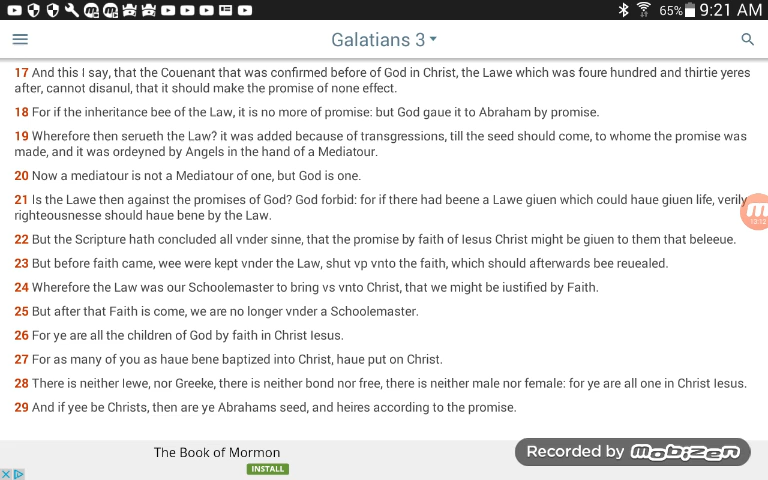 65% 9:21 AM
Galatians 3
17 And this I say, that the Couenant that was confirmed before of God in Christ, the Lawe which was foure hundred and thirtie yeres
after, cannot disanul, that it should make the promise of none effect.
18 For if the inheritance bee of the Law, it is no more of promise: but God gaue it to Abraham by promise.
19 Wherefore then serueth the Law? it was added because of transgressions, till the seed should come, to whome the promise was
made, and it was ordeyned by Angels in the hand of a Mediatour.
20 Now a mediatour is not a Mediatour of one, but God is one.
21 Is the Lawe then against the promises of God? God forbid: for if there had beene a Lawe giuen which could haue giuen life, verily
righteousnesse should haue bene by the Law.
22 But the Scripture hath concluded all vnder sinne, that the promise by faith of Iesus Christ might be giuen to them that beleeue.
23 But before faith came, wee were kept vnder the Law, shut vp vnto the faith, which should afterwards bee reuealed.
24 Wherefore the Law was our Schoolemaster to bring vs vnto Christ, that we might be iustified by Faith.
25 But after that Faith is come, we are no longer vnder a Schoolemaster.
26 For ye are all the children of God by faith in Christ Iesus.
27 For as many of you as haue bene baptized into Christ, haue put on Christ.
28 There is neither Iewe, nor Greeke, there is neither bond nor free, there is neither male nor female: for ye are all one in Christ Iesus.
29 And if yee be Christs, then are ye Abrahams seed, and heires according to the promise.
The Book of Mormon
INSTALL
Recorded by mobizen